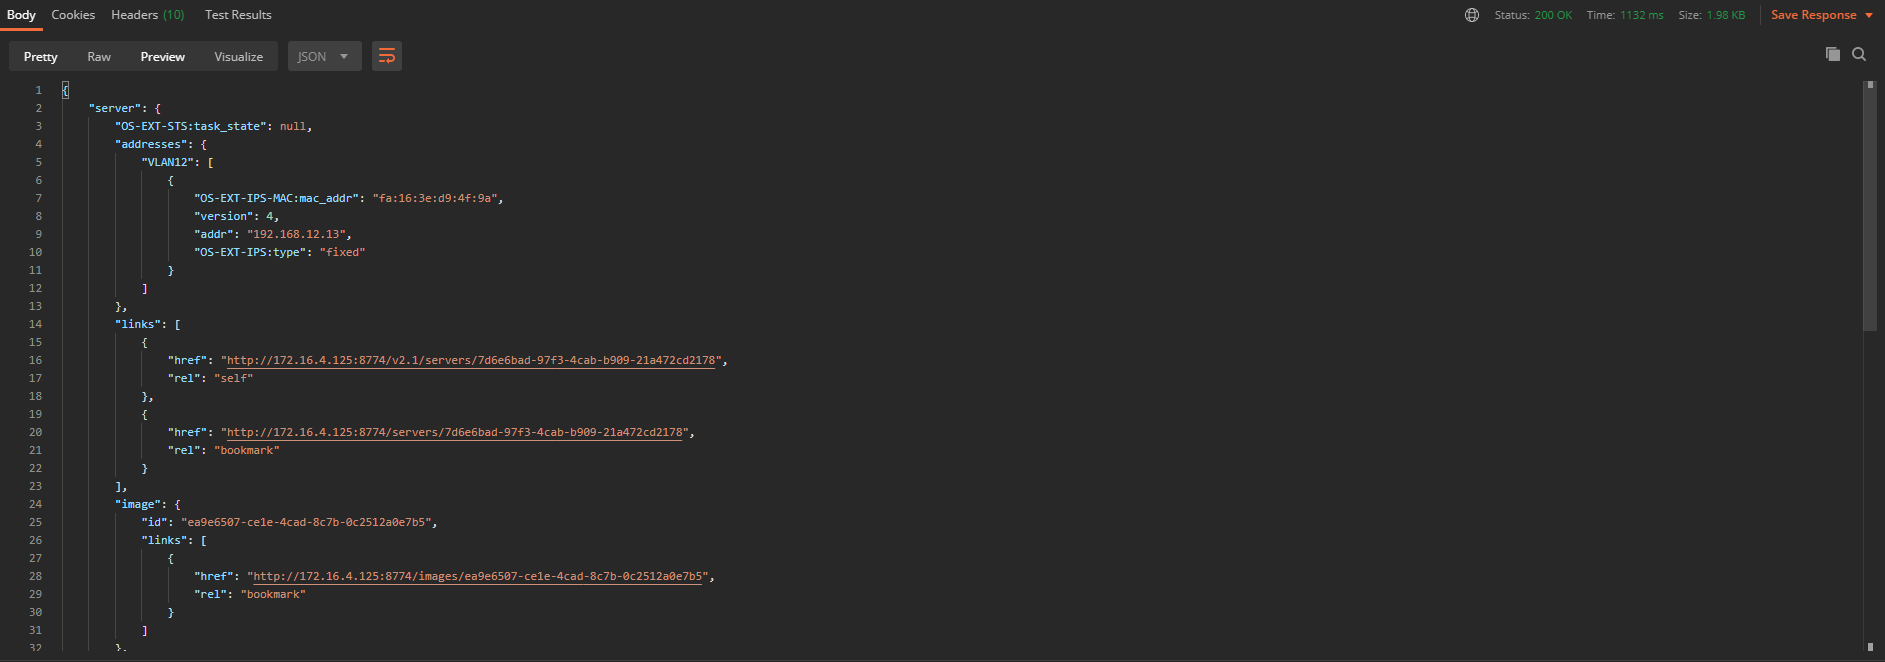 Body Cookies Headers (10) Test Results Status: 200 OK Time: 1132 ms Size: 1.98 KB Save Response
Pretty Raw Preview Visualize JSON
1 {
2 "server": {
3 "OS-EXT-STS:task_state": null,
4 "addresses": {
5 "VLAN12": [
6 {
7 "OS-EXT-IPS-MAC:mac_addr": "fa:16:3e:d9:4f:9a",
8 "version": 4,
9 "addr": "192.168.12.13",
10 "OS-EXT-IPS:type": "fixed"
11 }
12 ]
13 },
14 "links": [
15 {
16 "href": "http://172.16.4.125:8774/v2.1/servers/7d6e6bad-97f3-4cab-b909-21a472cd2178",
17 "rel": "self"
18 },
19 {
20 "href": "http://172.16.4.125:8774/servers/7d6e6bad-97f3-4cab-b909-21a472cd2178",
21 "rel": "bookmark"
22 }
23 ],
24 "image": {
25 "id": "ea9e6507-ce1e-4cad-8c7b-0c2512a0e7b5",
26 "links": [
27 {
28 "href": "http://172.16.4.125:8774/images/ea9e6507-ce1e-4cad-8c7b-0c2512a0e7b5",
29 "rel": "bookmark"
30 }
31 ]
32 },